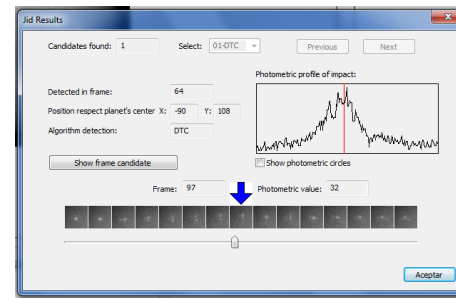 Jid Results
Candidates found: 1 Select: 01-DTC Previous Next
Photometric profile of impact:
Detected in frame: 64
Position respect planet's center X: -90 Y: 108
Algorithm detection: DTC
Show frame candidate Show photometric circles
Frame: 97 Photometric value: 32
Aceptar